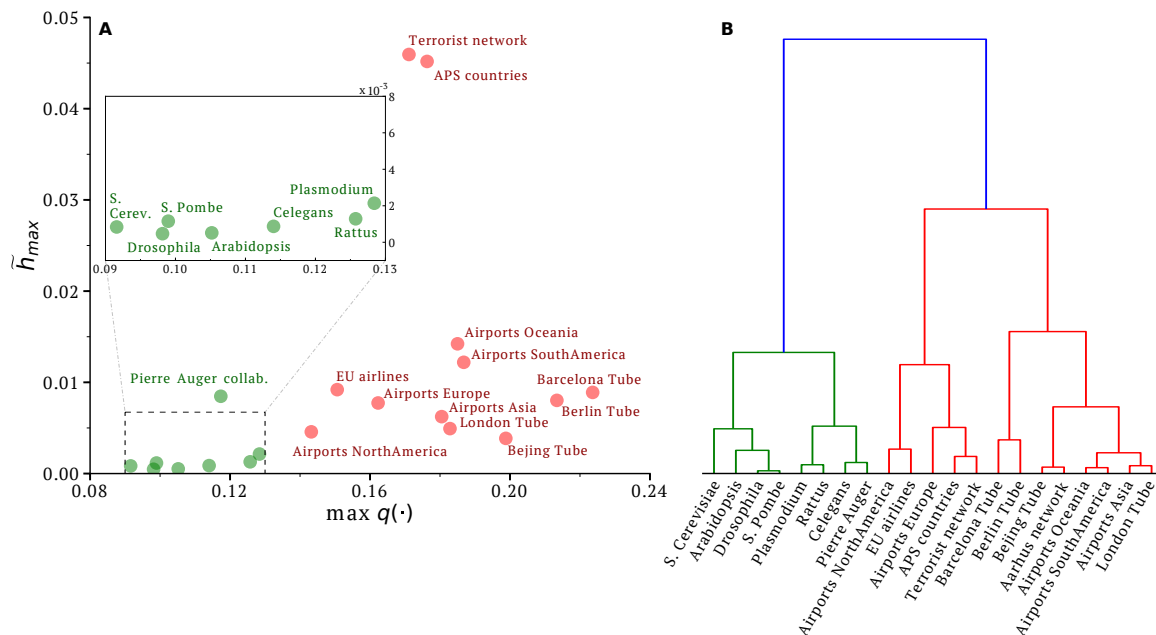 A
0.05
0.04
0.03
0.02
0.01
0.00
h̃max
0.08
0.12
0.16
0.20
0.24
max q(·)
Terrorist network
APS countries
x10⁻³
8
6
4
2
0
0.09
0.10
0.11
0.12
0.13
S.
Cerev.
S. Pombe
Drosophila
Arabidopsis
Celegans
Plasmodium
Rattus
Pierre Auger collab.
Airports Oceania
Airports SouthAmerica
EU airlines
Airports Europe
Barcelona Tube
Berlin Tube
Airports Asia
London Tube
Airports NorthAmerica
Bejing Tube
B
S. Cerevisiae
Arabidopsis
Drosophila
S. Pombe
Plasmodium
Rattus
Celegans
Pierre Auger
Airports NorthAmerica
EU airlines
Airports Europe
APS countries
Terrorist network
Barcelona Tube
Berlin Tube
Bejing Tube
Aarhus network
Airports Oceania
Airports SouthAmerica
Airports Asia
London Tube